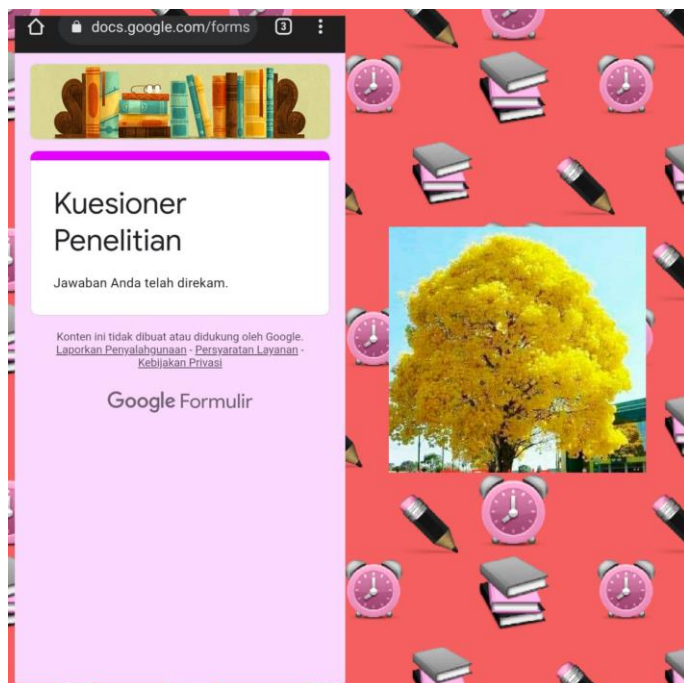 docs.google.com/forms 3
Kuesioner
Penelitian
Jawaban Anda telah direkam.
Konten ini tidak dibuat atau didukung oleh Google.
Laporkan Penyalahgunaan - Persyaratan Layanan -
Kebijakan Privasi
Google Formulir